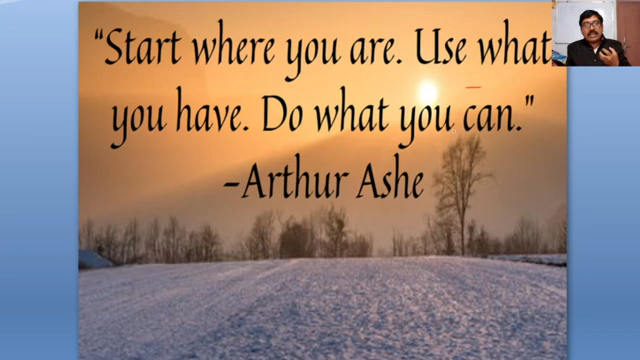 “Start where you are. Use what
you have. Do what you can.”
-Arthur Ashe